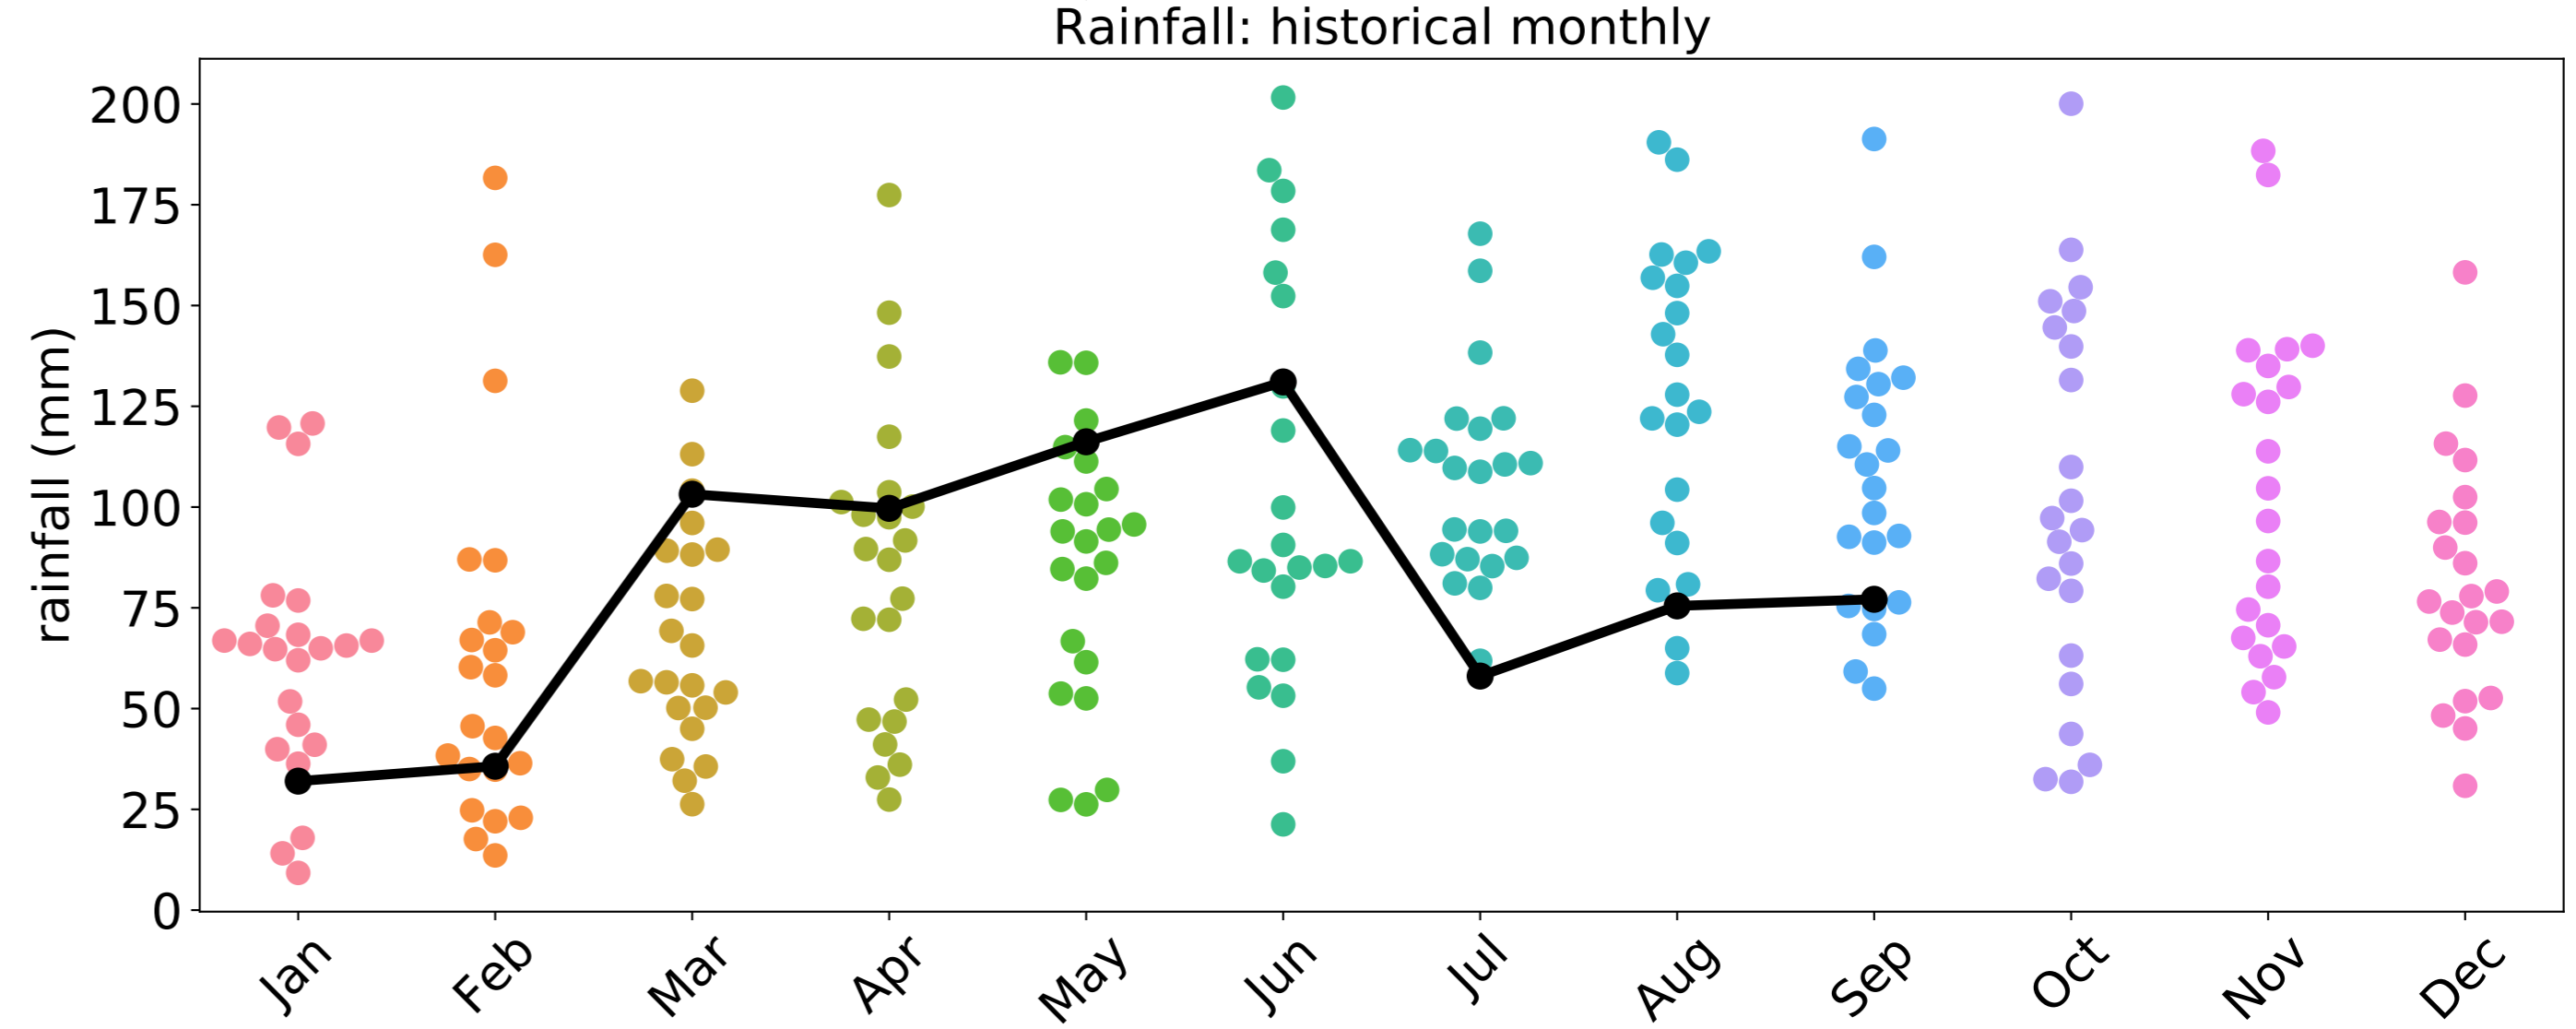 Rainfall: historical monthly
rainfall (mm)
200
175
150
125
100
75
50
25
0
Jan
Feb
Mar
Apr
May
Jun
Jul
Aug
Sep
Oct
Nov
Dec